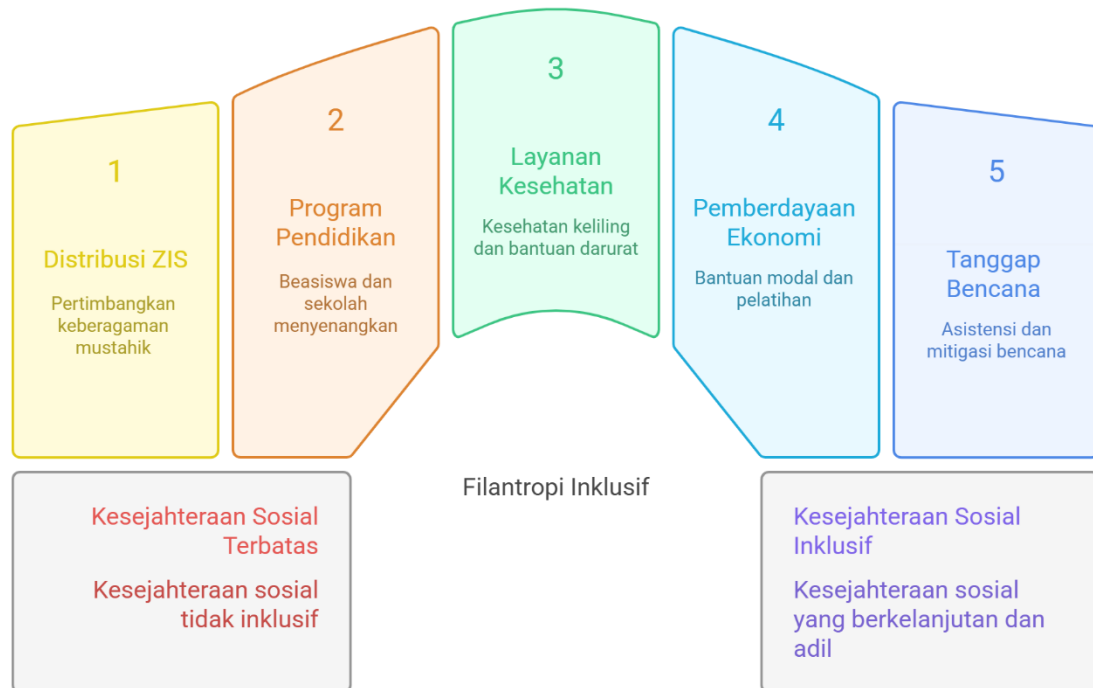 1
Distribusi ZIS
Pertimbangkan
keberagaman
mustahik
2
Program
Pendidikan
Beasiswa dan
sekolah
menyenangkan
3
Layanan
Kesehatan
Kesehatan keliling
dan bantuan darurat
4
Pemberdayaan
Ekonomi
Bantuan modal dan
pelatihan
5
Tanggap
Bencana
Asistensi dan
mitigasi bencana
Kesejahteraan Sosial
Terbatas
Kesejahteraan sosial
tidak inklusif
Filantropi Inklusif
Kesejahteraan Sosial
Inklusif
Kesejahteraan sosial
yang berkelanjutan dan
adil